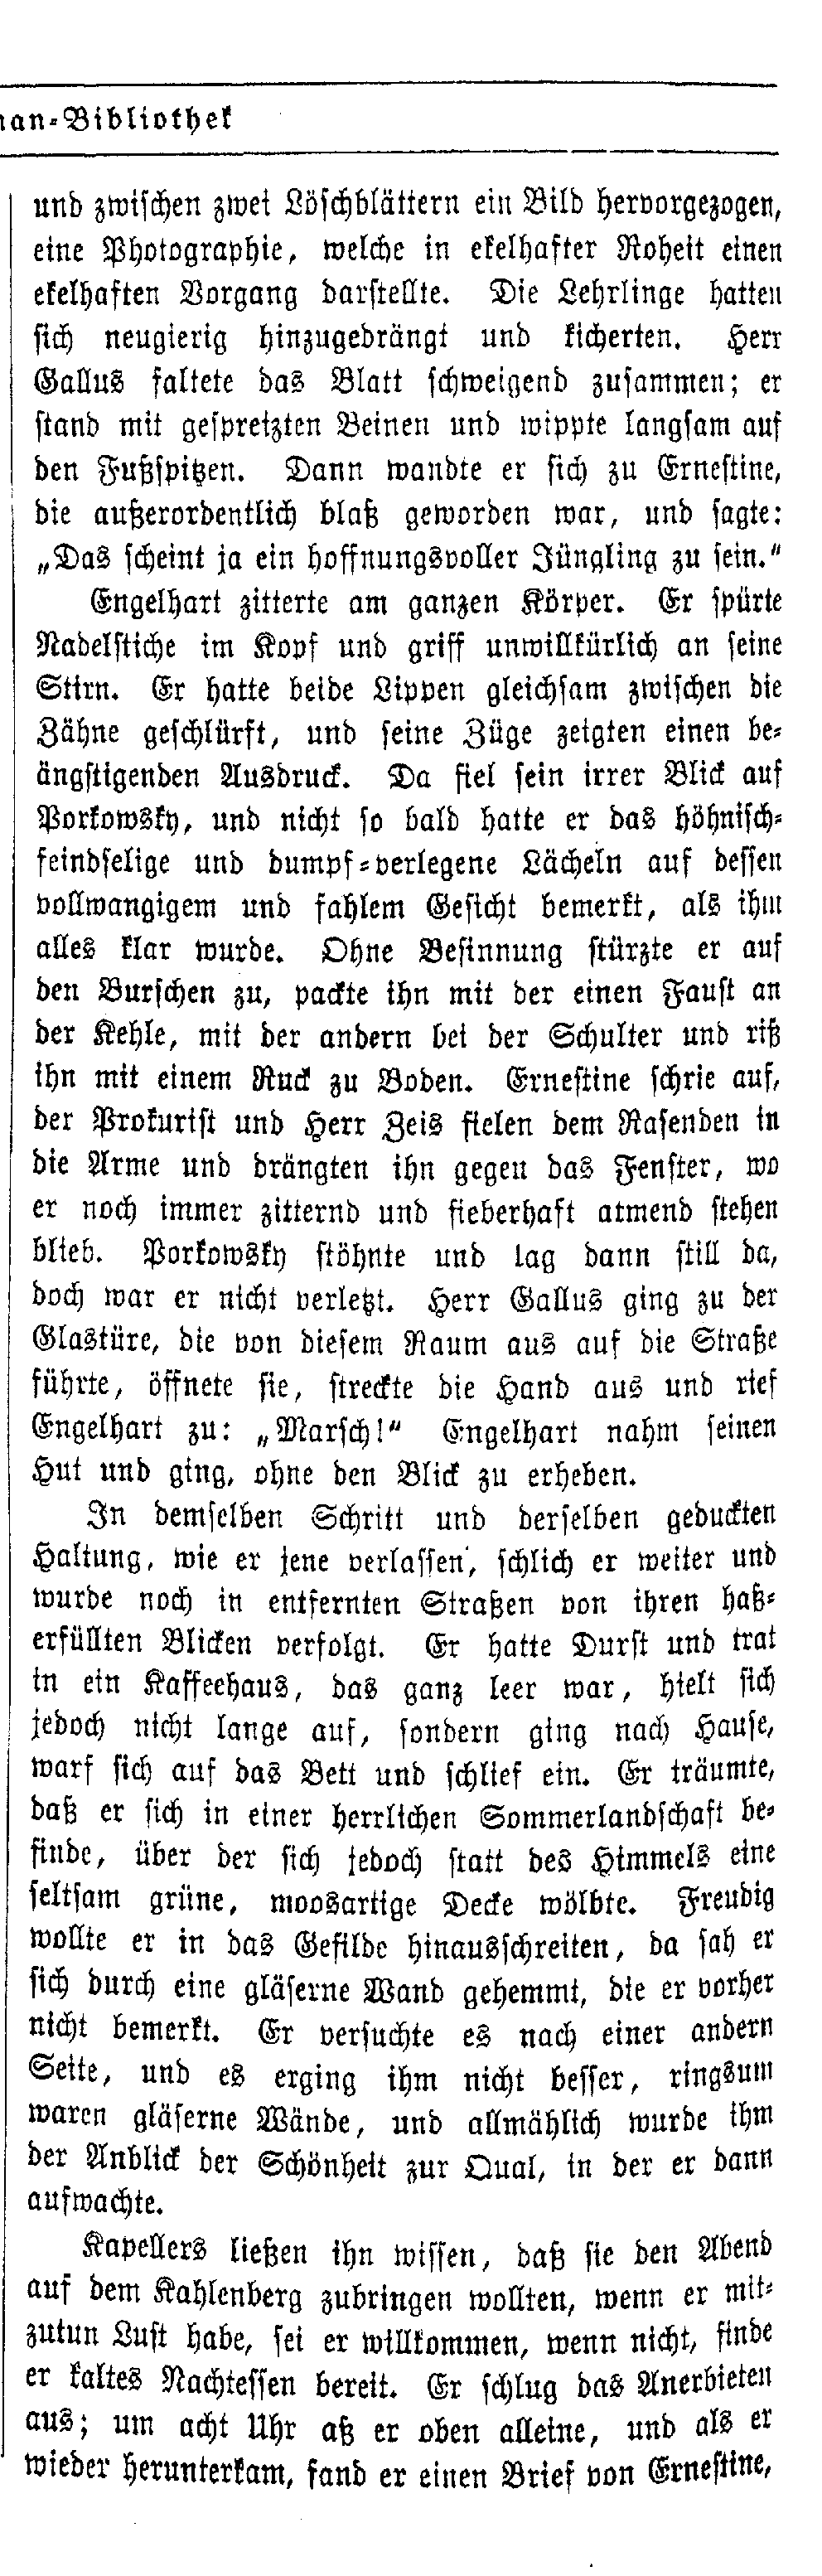 man-Bibliothek
und zwischen zwei Löschblättern ein Bild hervorgezogen,
eine Photographie, welche in ekelhafter Roheit einen
ekelhaften Vorgang darstellte. Die Lehrlinge hatten
sich neugierig hinzugedrängt und kicherten. Herr
Gallus faltete das Blatt schweigend zusammen; er
stand mit gespreizten Beinen und wippte langsam auf
den Fußspitzen. Dann wandte er sich zu Ernestine,
die außerordentlich blaß geworden war, und sagte:
„Das scheint ja ein hoffnungsvoller Jüngling zu sein.“
Engelhart zitterte am ganzen Körper. Er spürte
Nadelstiche im Kopf und griff unwillkürlich an seine
Stirn. Er hatte beide Lippen gleichsam zwischen die
Zähne geschlürft, und seine Züge zeigten einen be-
ängstigenden Ausdruck. Da fiel sein irrer Blick auf
Porkowsky, und nicht so bald hatte er das höhnisch-
feindselige und dumpf-verlegene Lächeln auf dessen
vollwangigem und fahlem Gesicht bemerkt, als ihm
alles klar wurde. Ohne Besinnung stürzte er auf
den Burschen zu, packte ihn mit der einen Faust an
der Kehle, mit der andern bei der Schulter und riß
ihn mit einem Ruck zu Boden. Ernestine schrie auf,
der Prokurist und Herr Zeis fielen dem Rasenden in
die Arme und drängten ihn gegen das Fenster, wo
er noch immer zitternd und fieberhaft atmend stehen
blieb. Porkowsky stöhnte und lag dann still da,
doch war er nicht verletzt. Herr Gallus ging zu der
Glastüre, die von diesem Raum aus auf die Straße
führte, öffnete sie, streckte die Hand aus und rief
Engelhart zu: „Marsch!“ Engelhart nahm seinen
Hut und ging, ohne den Blick zu erheben.
In demselben Schritt und derselben geduckten
Haltung, wie er jene verlassen, schlich er weiter und
wurde noch in entfernten Straßen von ihren haß-
erfüllten Blicken verfolgt. Er hatte Durst und trat
in ein Kaffeehaus, das ganz leer war, hielt sich
jedoch nicht lange auf, sondern ging nach Hause,
warf sich auf das Bett und schlief ein. Er träumte,
daß er sich in einer herrlichen Sommerlandschaft be-
finde, über der sich jedoch statt des Himmels eine
seltsam grüne, moosartige Decke wölbte. Freudig
wollte er in das Gefilde hinausschreiten, da sah er
sich durch eine gläserne Wand gehemmt, die er vorher
nicht bemerkt. Er versuchte es nach einer andern
Seite, und es erging ihm nicht besser, ringsum
waren gläserne Wände, und allmählich wurde ihm
der Anblick der Schönheit zur Qual, in der er dann
aufwachte.
Kapellers ließen ihn wissen, daß sie den Abend
auf dem Kahlenberg zubringen wollten, wenn er mit-
zutun Lust habe, sei er willkommen, wenn nicht, finde
er kaltes Nachtessen bereit. Er schlug das Anerbieten
aus; um acht Uhr aß er oben alleine, und als er
wieder herunterkam, fand er einen Brief von Ernestine,